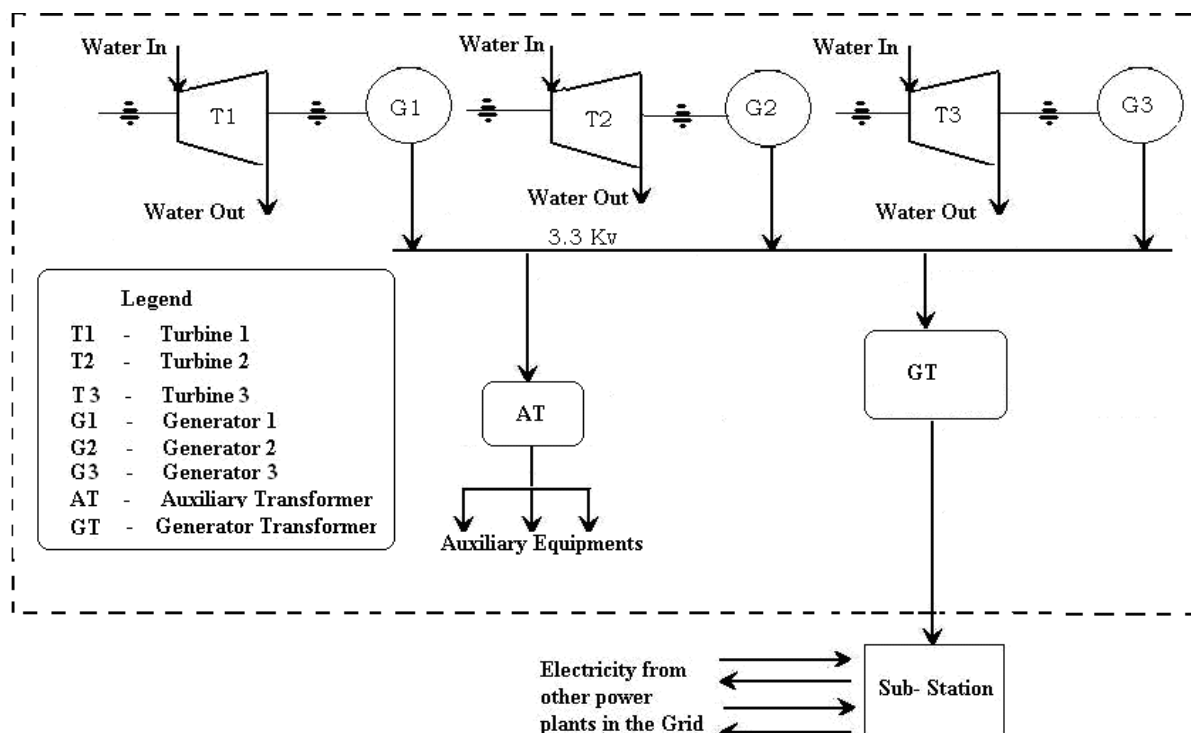 Water In
Water In
Water In
T1
G1
T2
G2
T3
G3
Water Out
Water Out
Water Out
3.3 Kv
Legend
T1 - Turbine 1
T2 - Turbine 2
T 3 - Turbine 3
G1 - Generator 1
G2 - Generator 2
G3 - Generator 3
AT - Auxiliary Transformer
GT - Generator Transformer
GT
AT
Auxiliary Equipments
Electricity from
other power
plants in the Grid
Sub- Station